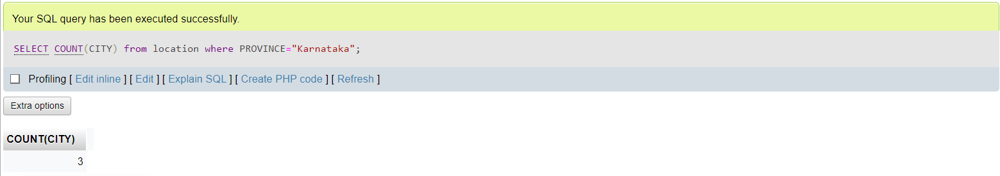 Your SQL query has been executed successfully.
SELECT COUNT(CITY) from location where PROVINCE="Karnataka";
Profiling [ Edit inline ] [ Edit ] [ Explain SQL ] [ Create PHP code ] [ Refresh ]
Extra options
COUNT(CITY)
3